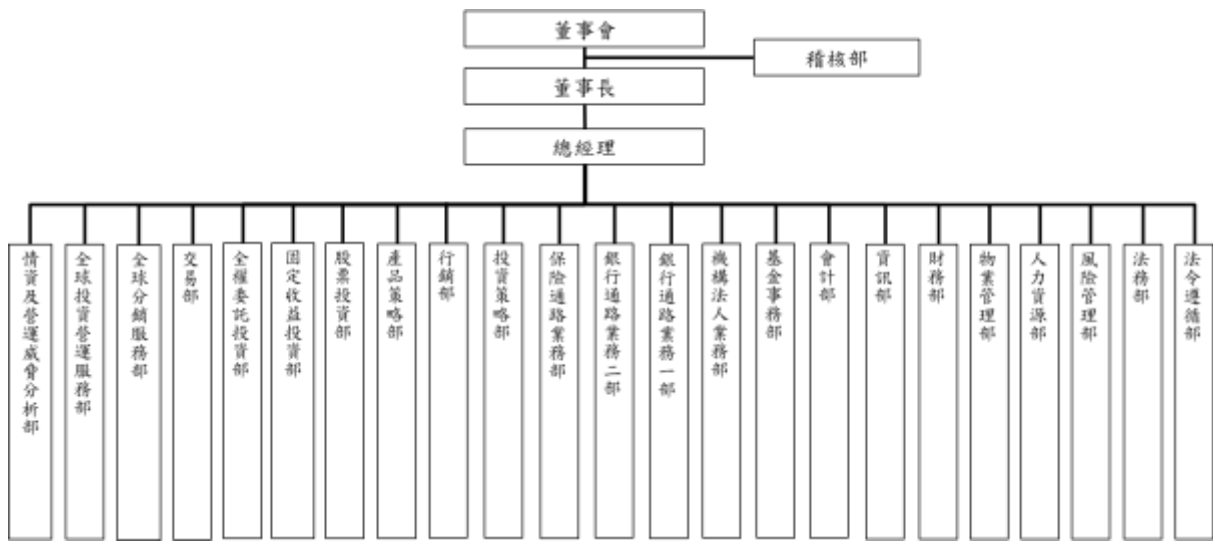 董事會
稽核部
董事長
總經理
情資及營運威脅分析部
全球投資營運服務部
全球分銷服務部
交易部
全權委託投資部
固定收益投資部
股票投資部
產品策略部
行銷部
投資策略部
保險通路業務部
銀行通路業務二部
銀行通路業務一部
機構法人業務部
基金事務部
會計部
資訊部
財務部
物業管理部
人力資源部
風險管理部
法務部
法令遵循部